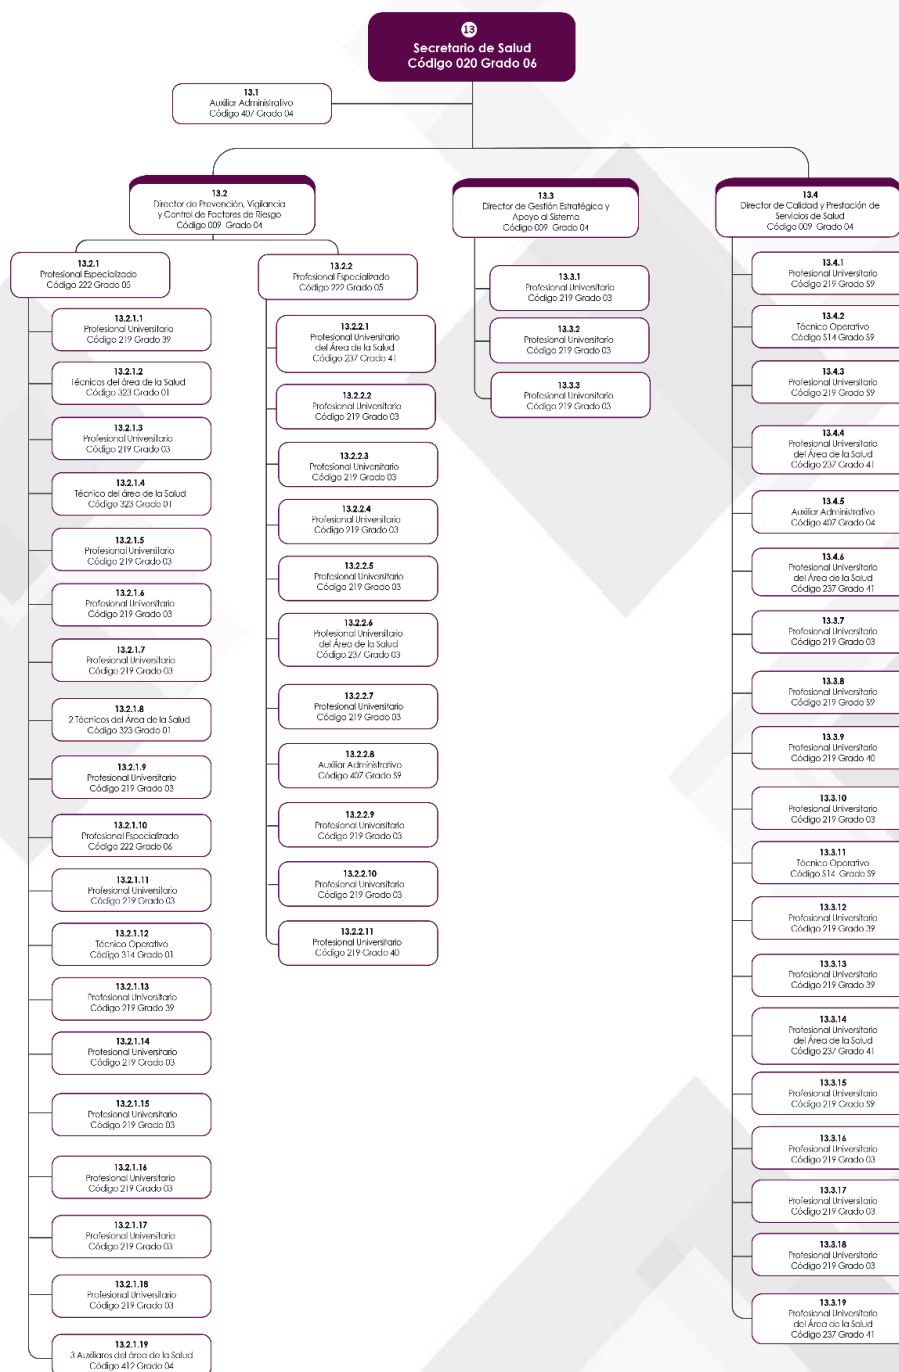 13
Secretario de Salud
Código 020 Grado 06
13.1
Auxiliar Administrativo
Código 407 Grado 04
13.2
Director de Prevención, Vigilancia
y Control de Factores de Riesgo
Código 009 Grado 04
13.3
Director de Gestión Estratégica y
Apoyo al Sistema
Código 009 Grado 04
13.4
Director de Calidad y Prestación de
Servicios de Salud
Código 009 Grado 04
13.2.1
Profesional Especializado
Código 222 Grado 05
13.2.1.1
Profesional Universitario
Código 219 Grado 39
13.2.1.2
Técnicos del área de la Salud
Código 323 Grado 01
13.2.1.3
Profesional Universitario
Código 219 Grado 03
13.2.1.4
Técnico del área de la Salud
Código 323 Grado 01
13.2.1.5
Profesional Universitario
Código 219 Grado 03
13.2.1.6
Profesional Universitario
Código 219 Grado 03
13.2.1.7
Profesional Universitario
Código 219 Grado 03
13.2.1.8
2 Técnicos del Área de la Salud
Código 323 Grado 01
13.2.1.9
Profesional Universitario
Código 219 Grado 03
13.2.1.10
Profesional Especializado
Código 222 Grado 06
13.2.1.11
Profesional Universitario
Código 219 Grado 03
13.2.1.12
Técnico Operativo
Código 314 Grado 01
13.2.1.13
Profesional Universitario
Código 219 Grado 39
13.2.1.14
Profesional Universitario
Código 219 Grado 03
13.2.1.15
Profesional Universitario
Código 219 Grado 03
13.2.1.16
Profesional Universitario
Código 219 Grado 03
13.2.1.17
Profesional Universitario
Código 219 Grado 03
13.2.1.18
Profesional Universitario
Código 219 Grado 03
13.2.1.19
3 Auxiliares del área de la Salud
Código 412 Grado 04
13.2.2
Profesional Especializado
Código 222 Grado 05
13.2.2.1
Profesional Universitario
del Área de la Salud
Código 237 Grado 41
13.2.2.2
Profesional Universitario
Código 219 Grado 03
13.2.2.3
Profesional Universitario
Código 219 Grado 03
13.2.2.4
Profesional Universitario
Código 219 Grado 03
13.2.2.5
Profesional Universitario
Código 219 Grado 03
13.2.2.6
Profesional Universitario
del Área de la Salud
Código 237 Grado 03
13.2.2.7
Profesional Universitario
Código 219 Grado 03
13.2.2.8
Auxiliar Administrativo
Código 407 Grado S9
13.2.2.9
Profesional Universitario
Código 219 Grado 03
13.2.2.10
Profesional Universitario
Código 219 Grado 03
13.2.2.11
Profesional Universitario
Código 219 Grado 40
13.3.1
Profesional Universitario
Código 219 Grado 03
13.3.2
Profesional Universitario
Código 219 Grado 03
13.3.3
Profesional Universitario
Código 219 Grado 03
13.4.1
Profesional Universitario
Código 219 Grado S9
13.4.2
Técnico Operativo
Código S14 Grado S9
13.4.3
Profesional Universitario
Código 219 Grado S9
13.4.4
Profesional Universitario
del Área de la Salud
Código 237 Grado 41
13.4.5
Auxiliar Administrativo
Código 407 Grado 04
13.4.6
Profesional Universitario
del Área de la Salud
Código 237 Grado 41
13.3.7
Profesional Universitario
Código 219 Grado 03
13.3.8
Profesional Universitario
Código 219 Grado S9
13.3.9
Profesional Universitario
Código 219 Grado 40
13.3.10
Profesional Universitario
Código 219 Grado 03
13.3.11
Técnico Operativo
Código S14 Grado S9
13.3.12
Profesional Universitario
Código 219 Grado 39
13.3.13
Profesional Universitario
Código 219 Grado 39
13.3.14
Profesional Universitario
del Área de la Salud
Código 237 Grado 41
13.3.15
Profesional Universitario
Código 219 Grado S9
13.3.16
Profesional Universitario
Código 219 Grado 03
13.3.17
Profesional Universitario
Código 219 Grado 03
13.3.18
Profesional Universitario
Código 219 Grado 03
13.3.19
Profesional Universitario
del Área de la Salud
Código 237 Grado 41